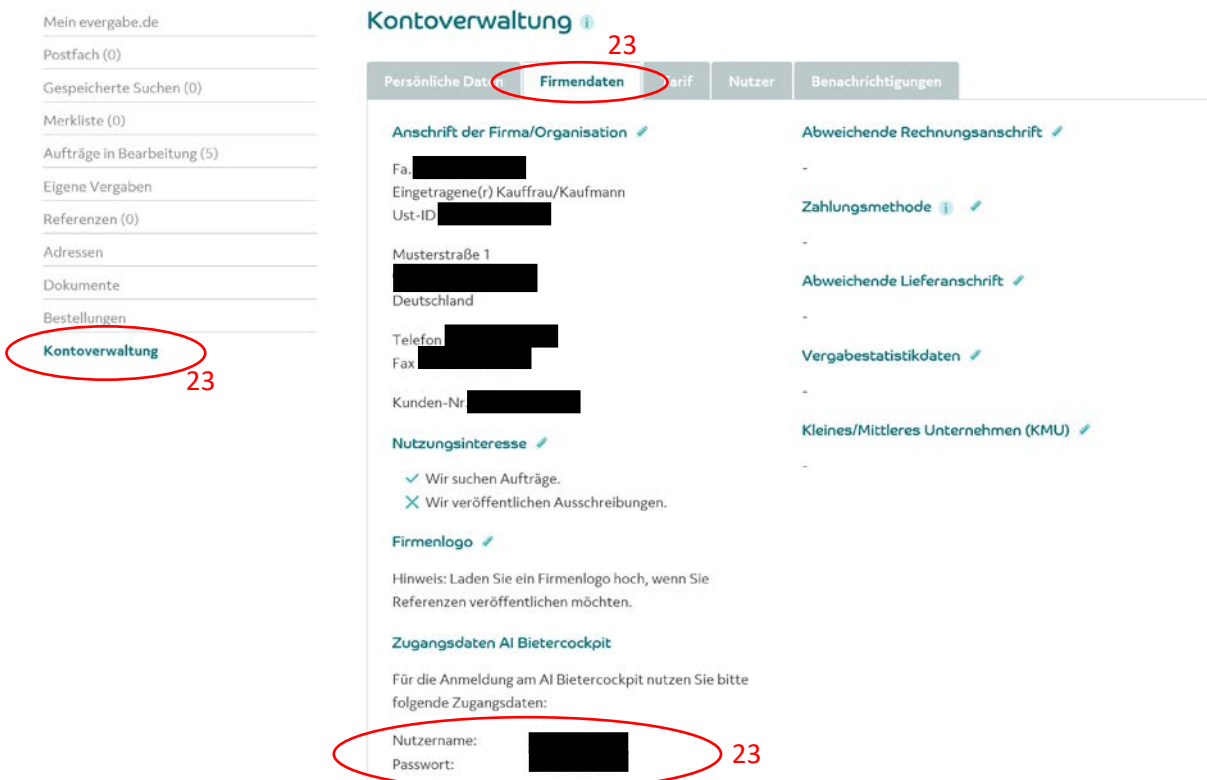 Mein evergabe.de
Postfach (0)
Gespeicherte Suchen (0)
Merkliste (0)
Aufträge in Bearbeitung (5)
Eigene Vergaben
Referenzen (0)
Adressen
Dokumente
Bestellungen
Kontoverwaltung
23
Kontoverwaltung i
23
Persönliche Daten Firmendaten Tarif Nutzer Benachrichtigungen
Anschrift der Firma/Organisation
Fa.
Eingetragene(r) Kauffrau/Kaufmann
Ust-ID
Musterstraße 1
Deutschland
Telefon
Fax
Kunden-Nr.
Nutzungsinteresse
Wir suchen Aufträge.
Wir veröffentlichen Ausschreibungen.
Firmenlogo
Hinweis: Laden Sie ein Firmenlogo hoch, wenn Sie
Referenzen veröffentlichen möchten.
Zugangsdaten AI Bietercockpit
Für die Anmeldung am AI Bietercockpit nutzen Sie bitte
folgende Zugangsdaten:
Nutzername:
Passwort:
23
Abweichende Rechnungsanschrift
-
Zahlungsmethode i
-
Abweichende Lieferanschrift
-
Vergabestatistikdaten
-
Kleines/Mittleres Unternehmen (KMU)
-